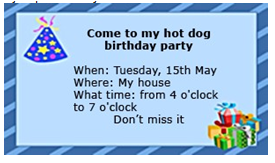 Come to my hot dog
birthday party
When: Tuesday, 15th May
Where: My house
What time: from 4 o'clock
to 7 o'clock
Don't miss it